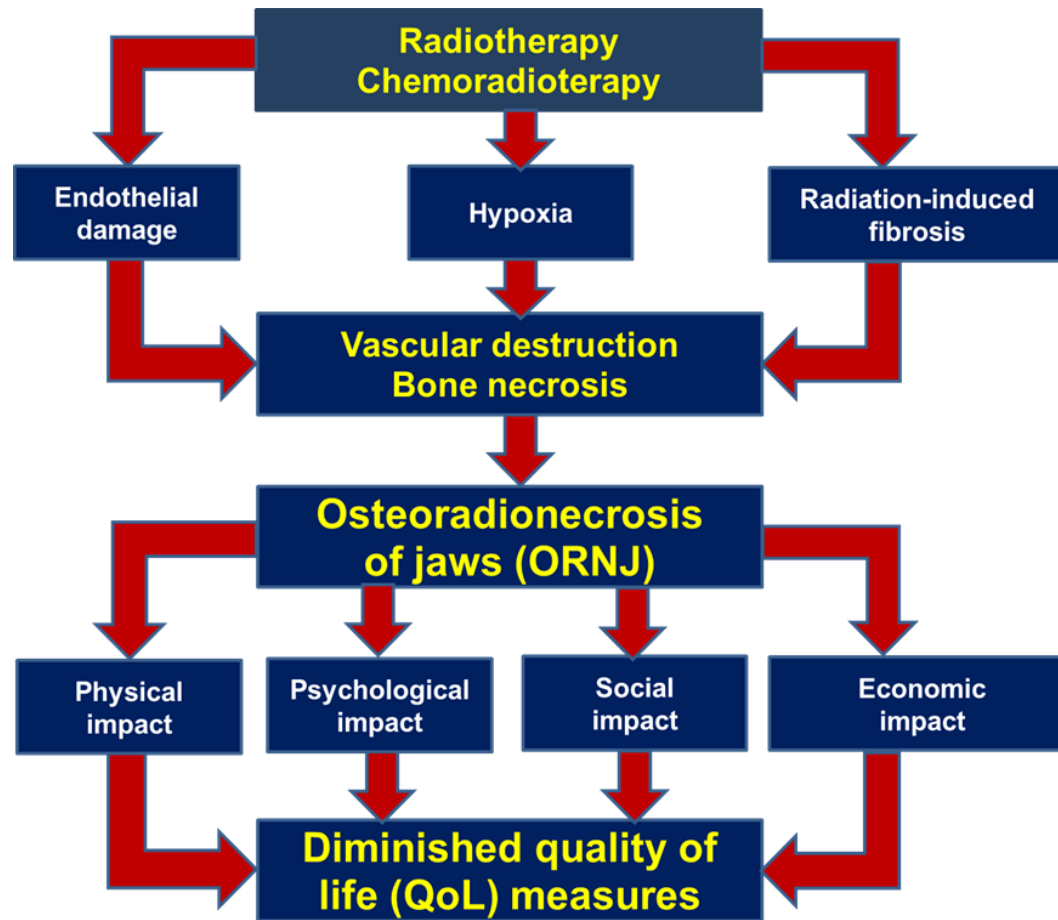 Radiotherapy
Chemoradioterapy
Endothelial
damage
Hypoxia
Radiation-induced
fibrosis
Vascular destruction
Bone necrosis
Osteoradionecrosis
of jaws (ORNJ)
Physical
impact
Psychological
impact
Social
impact
Economic
impact
Diminished quality of
life (QoL) measures